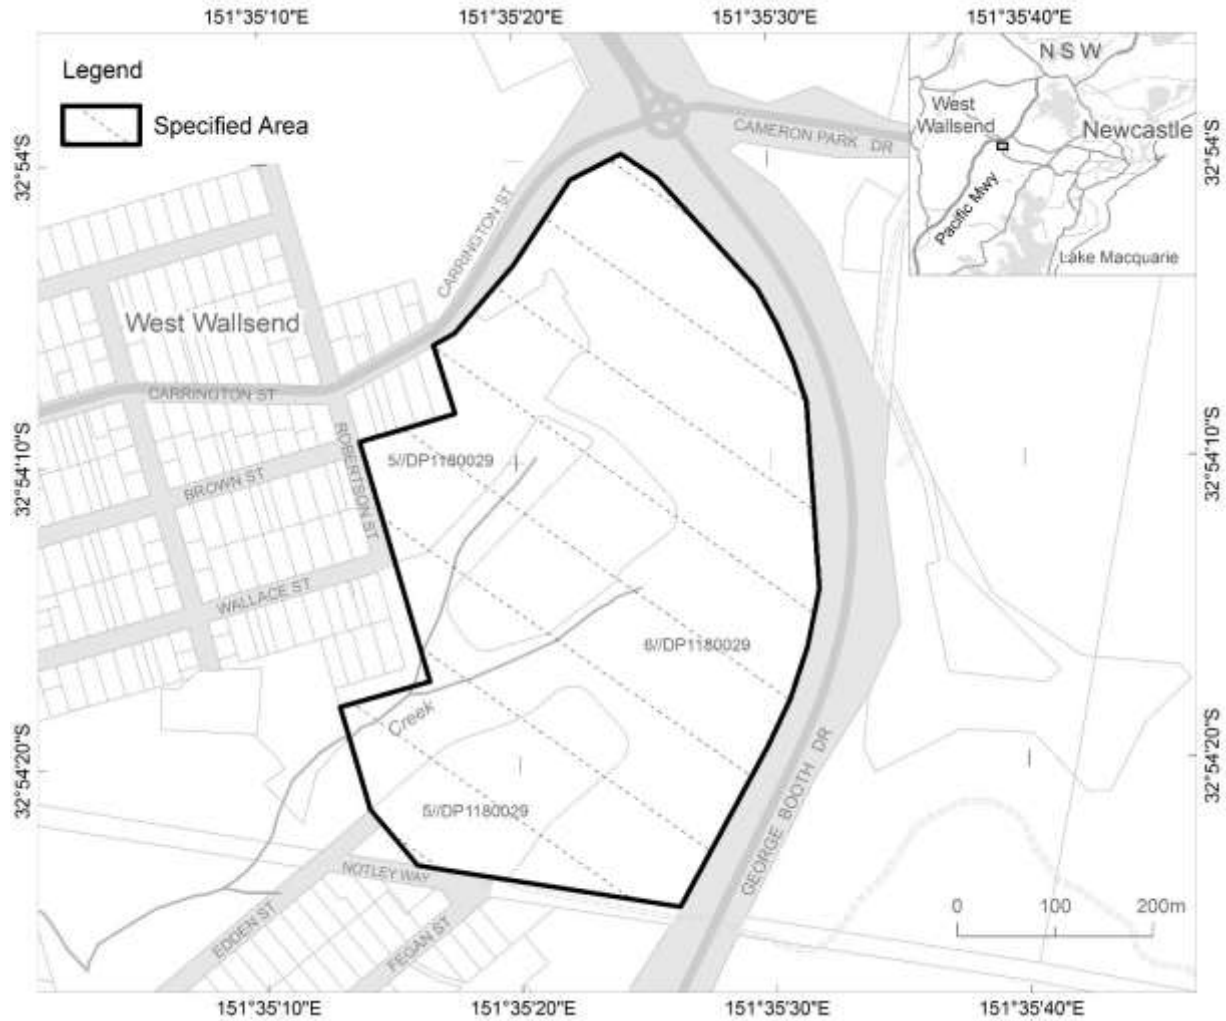 151°35'10"E
151°35'20"E
151°35'30"E
151°35'40"E
Legend
Specified Area
N S W
West
Wallsend
Newcastle
Pacific Mwy
Lake Macquarie
32°54'S
32°54'S
CAMERON PARK DR
CARRINGTON ST
West Wallsend
CARRINGTON ST
ROBERTSON ST
BROWN ST
WALLACE ST
5//DP1180029
32°54'10"S
32°54'10"S
6//DP1180029
Creek
32°54'20"S
32°54'20"S
5//DP1180029
GEORGE BOOTH DR
NOTLEY WAY
EDDEN ST
FEGAN ST
0 100 200m
151°35'10"E
151°35'20"E
151°35'30"E
151°35'40"E